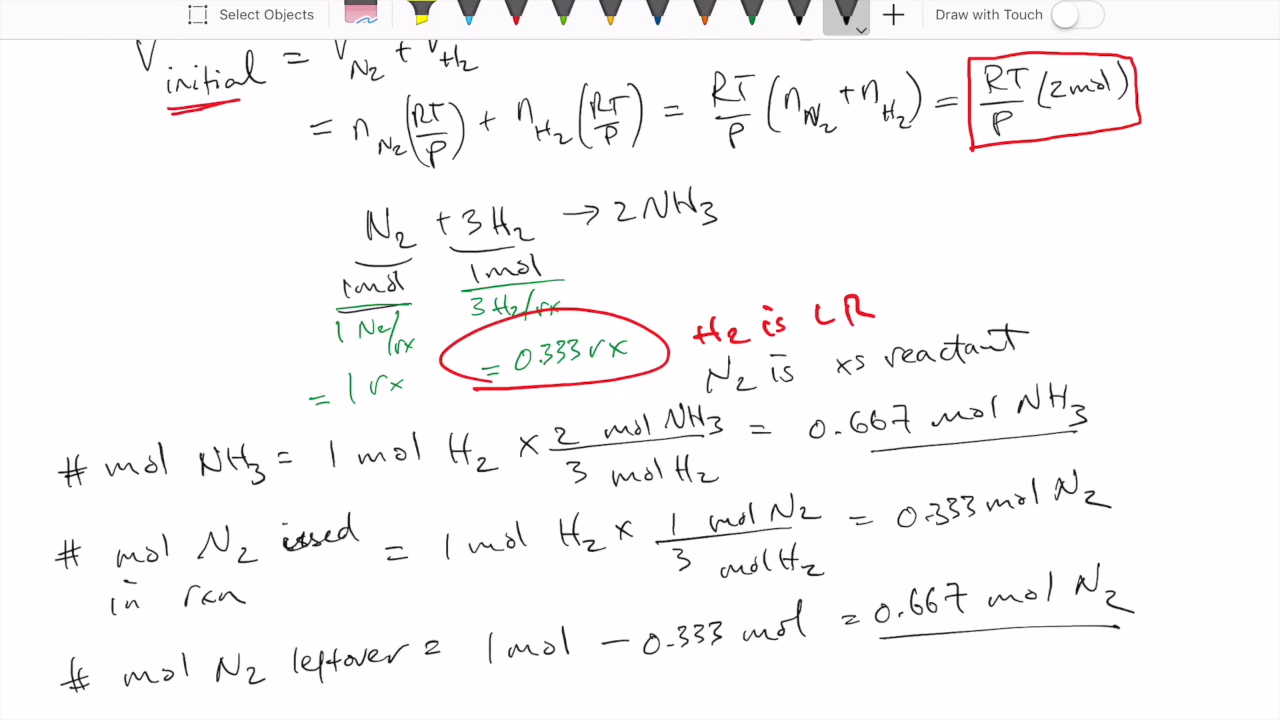 Select Objects
Draw with Touch
V initial = V N₂ + V H₂
= n N₂ (RT/P) + n H₂ (RT/P) = RT/P (n N₂ + n H₂) = RT/P (2 mol)
N₂ + 3 H₂ → 2 NH₃
1 mol / 1 N₂/rx
1 mol / 3 H₂/rx
= 1 rx
= 0.333 rx
H₂ is LR
N₂ is xs reactant
# mol NH₃ = 1 mol H₂ × 2 mol NH₃ / 3 mol H₂ = 0.667 mol NH₃
# mol N₂ used = 1 mol H₂ × 1 mol N₂ / 3 mol H₂ = 0.333 mol N₂
in rxn
# mol N₂ leftover = 1 mol − 0.333 mol = 0.667 mol N₂